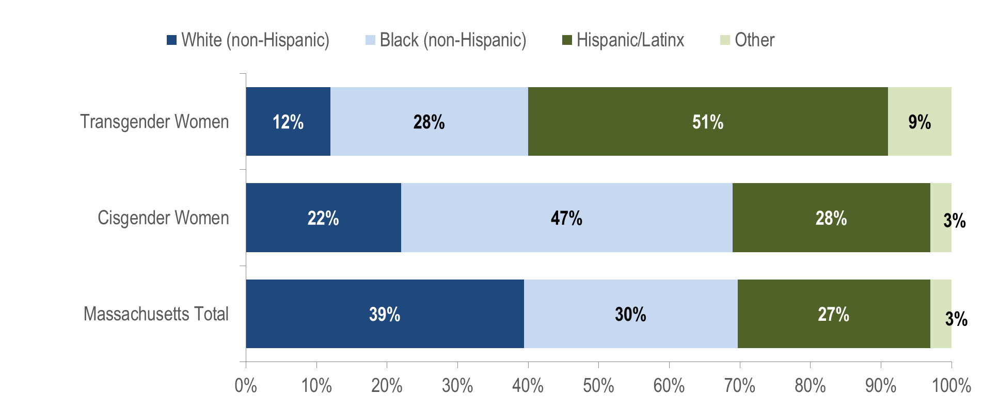 White (non-Hispanic) Black (non-Hispanic) Hispanic/Latinx Other
Transgender Women 12% 28% 51% 9%
Cisgender Women 22% 47% 28% 3%
Massachusetts Total 39% 30% 27% 3%
0% 10% 20% 30% 40% 50% 60% 70% 80% 90% 100%